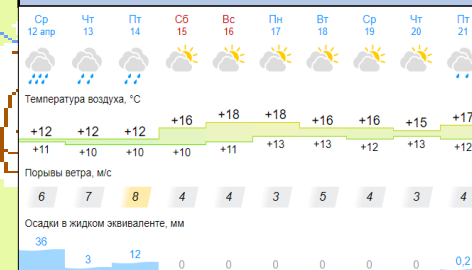 Ср Чт Пт Сб Вс Пн Вт Ср Чт Пт
12 апр 13 14 15 16 17 18 19 20 21
Температура воздуха, °C
+12 +12 +12 +16 +18 +18 +16 +16 +15 +17
+11 +10 +10 +10 +11 +13 +13 +12 +13 +12
Порывы ветра, м/с
6 7 8 4 4 3 5 4 3 4
Осадки в жидком эквиваленте, мм
36 3 12 0 0 0 0 0 0 0,2